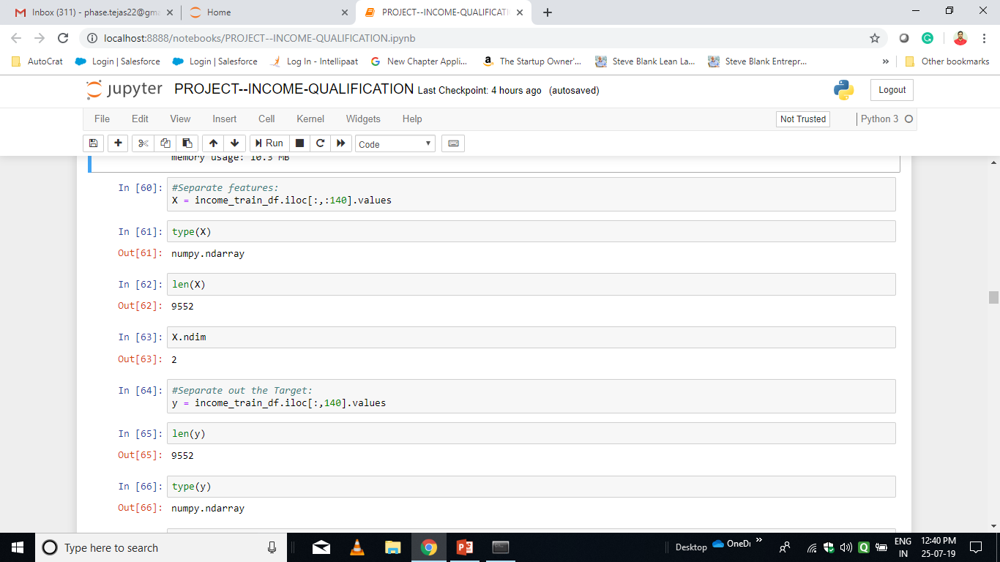 Inbox (311) - phase.tejas22@gma
Home
PROJECT--INCOME-QUALIFICATI
localhost:8888/notebooks/PROJECT--INCOME-QUALIFICATION.ipynb
AutoCrat
Login | Salesforce
Login | Salesforce
Log In - Intellipaat
New Chapter Appli...
The Startup Owner'...
Steve Blank Lean La...
Steve Blank Entrepr...
»
Other bookmarks
jupyter
PROJECT--INCOME-QUALIFICATION
Last Checkpoint: 4 hours ago
(autosaved)
Logout
File
Edit
View
Insert
Cell
Kernel
Widgets
Help
Not Trusted
Python 3
Run
Code
memory usage: 10.3 MB
In [60]:
#Separate features:
X = income_train_df.iloc[:,:140].values
In [61]:
type(X)
Out[61]:
numpy.ndarray
In [62]:
len(X)
Out[62]:
9552
In [63]:
X.ndim
Out[63]:
2
In [64]:
#Separate out the Target:
y = income_train_df.iloc[:,140].values
In [65]:
len(y)
Out[65]:
9552
In [66]:
type(y)
Out[66]:
numpy.ndarray
Type here to search
Desktop
OneDr
»
ENG
IN
12:40 PM
25-07-19